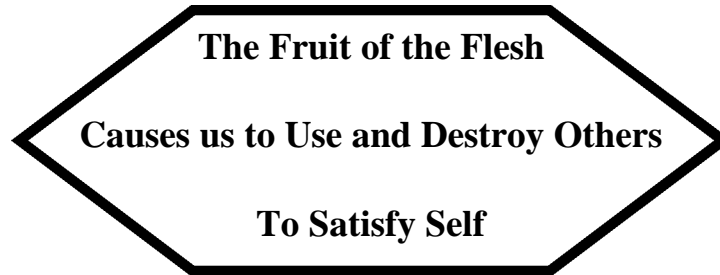 The Fruit of the Flesh
Causes us to Use and Destroy Others
To Satisfy Self